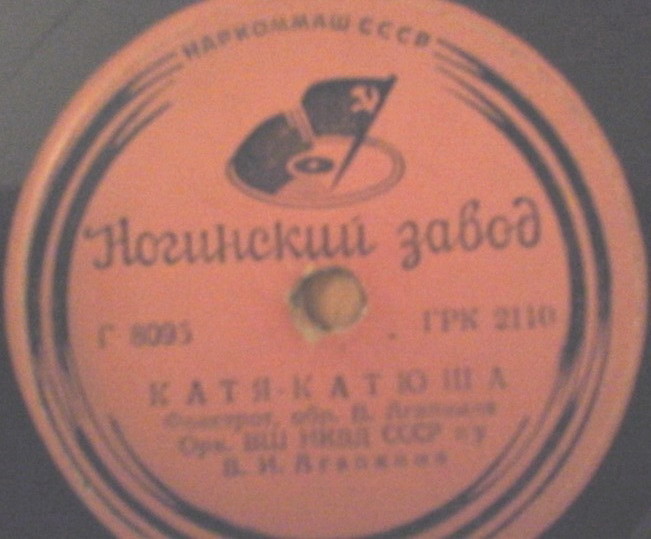 НАРКОММАШ СССР
Ногинский завод
Г 8095 ГРК 2110
КАТЯ-КАТЮША
Фокстрот, обр. В. Агапкина
Орк. ВШ НКВД СССР п/у
В. И. Агапкина